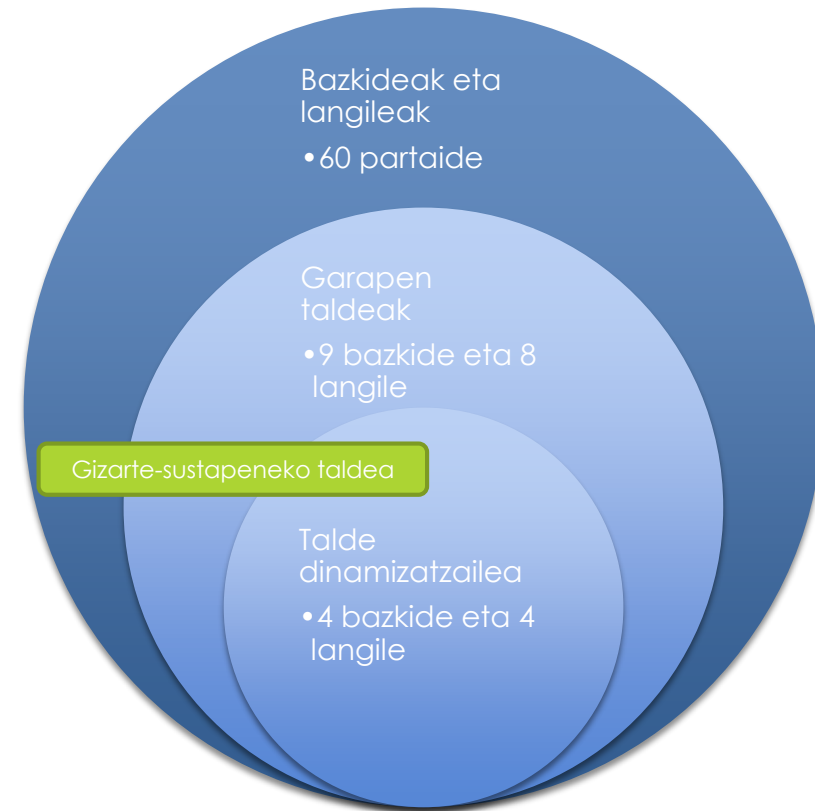 Bazkideak eta
langileak
•60 partaide
Garapen
taldeak
•9 bazkide eta 8
langile
Gizarte-sustapeneko taldea
Talde
dinamizatzailea
•4 bazkide eta 4
langile